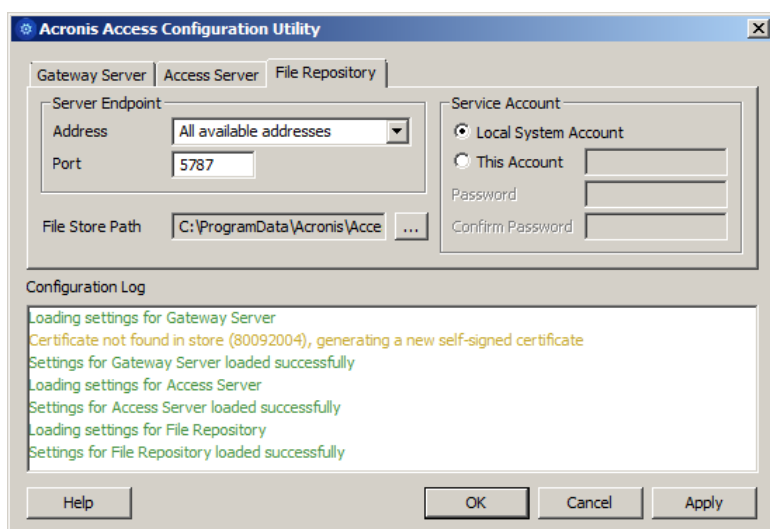 Acronis Access Configuration Utility
Gateway Server Access Server File Repository
Server Endpoint
Address All available addresses
Port 5787
File Store Path C:\ProgramData\Acronis\Acce ...
Service Account
Local System Account
This Account
Password
Confirm Password
Configuration Log
Loading settings for Gateway Server
Certificate not found in store (80092004), generating a new self-signed certificate
Settings for Gateway Server loaded successfully
Loading settings for Access Server
Settings for Access Server loaded successfully
Loading settings for File Repository
Settings for File Repository loaded successfully
Help OK Cancel Apply